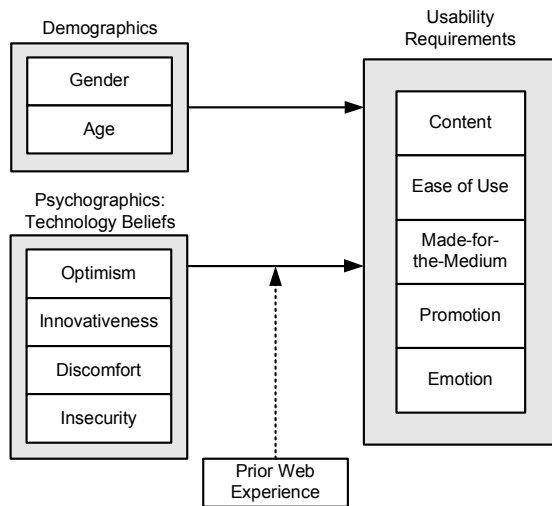 Demographics
Gender
Age
Psychographics:
Technology Beliefs
Optimism
Innovativeness
Discomfort
Insecurity
Prior Web
Experience
Usability
Requirements
Content
Ease of Use
Made-for-
the-Medium
Promotion
Emotion